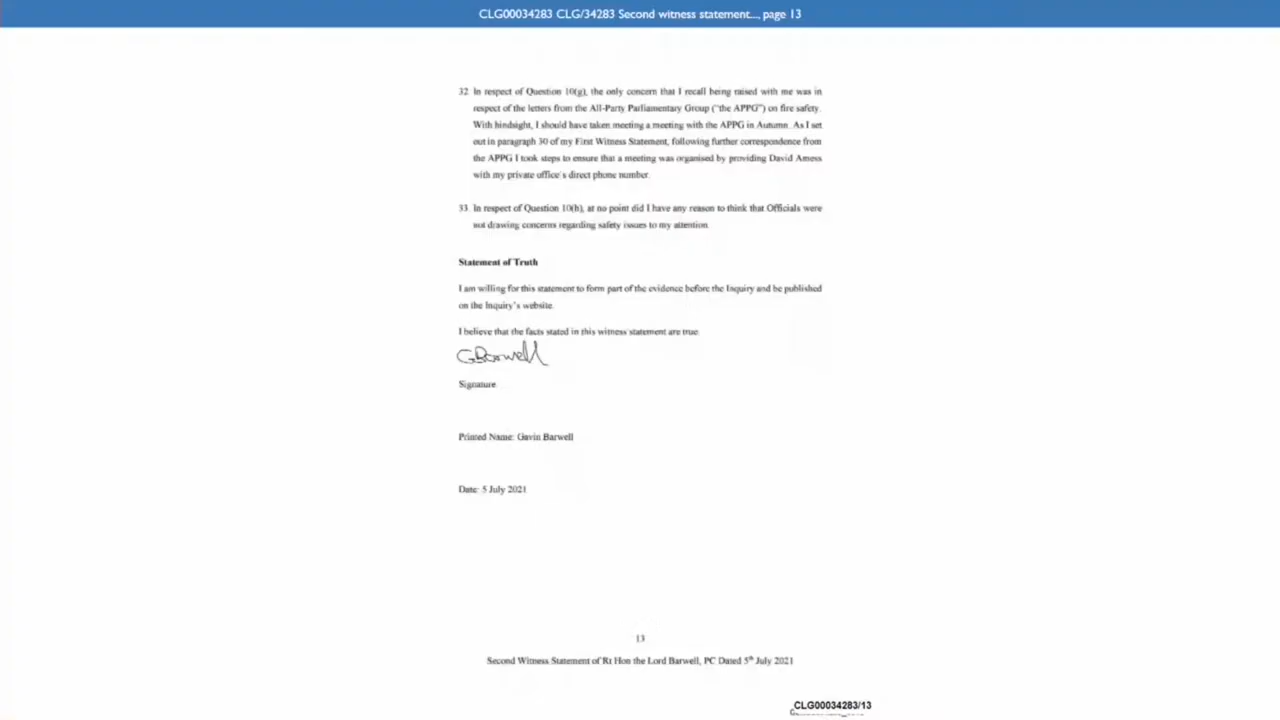 CLG00034283 CLG/34283 Second witness statement..., page 13
32. In respect of Question 10(g), the only concern that I recall being raised with me was in
respect of the letters from the All-Party Parliamentary Group ("the APPG") on fire safety.
With hindsight, I should have taken meeting a meeting with the APPG in Autumn. As I set
out in paragraph 30 of my First Witness Statement, following further correspondence from
the APPG I took steps to ensure that a meeting was organised by providing David Amess
with my private office's direct phone number.
33. In respect of Question 10(h), at no point did I have any reason to think that Officials were
not drawing concerns regarding safety issues to my attention.
Statement of Truth
I am willing for this statement to form part of the evidence before the Inquiry and be published
on the Inquiry's website.
I believe that the facts stated in this witness statement are true.
GBarwell
Signature
Printed Name: Gavin Barwell
Date: 5 July 2021
13
Second Witness Statement of Rt Hon the Lord Barwell, PC Dated 5th July 2021
CLG00034283/13